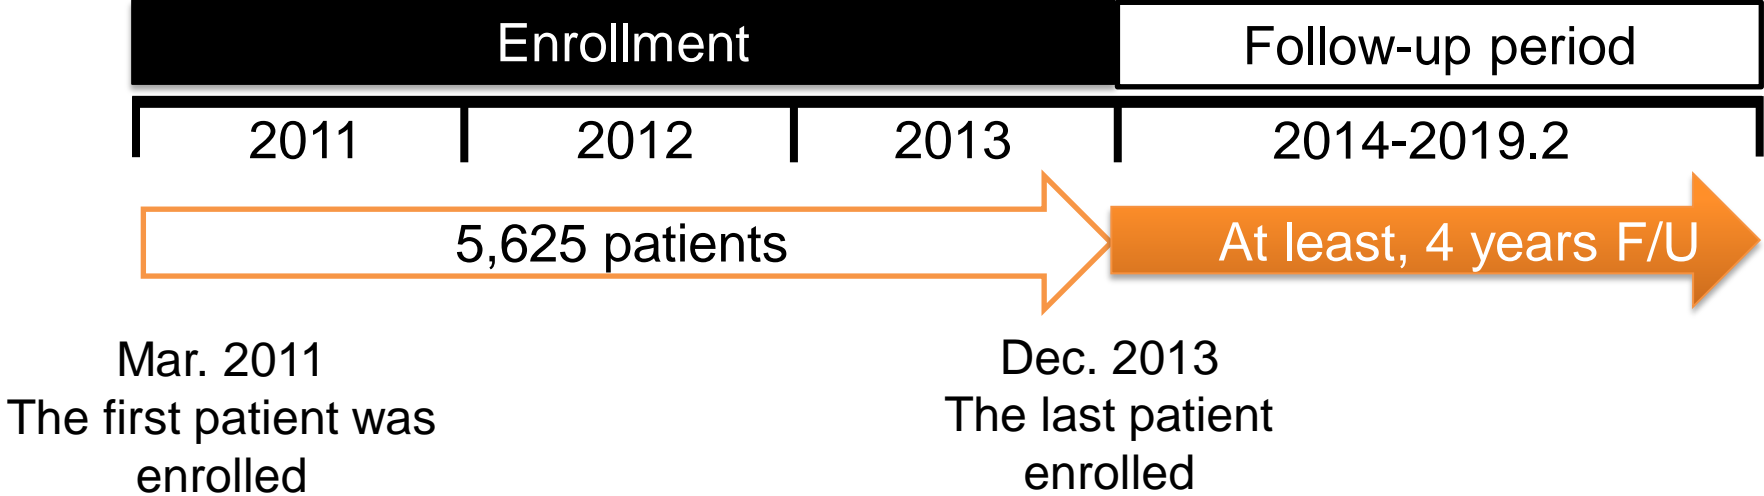 Enrollment
Follow-up period
2011
2012
2013
2014-2019.2
5,625 patients
At least, 4 years F/U
Mar. 2011
The first patient was
enrolled
Dec. 2013
The last patient
enrolled